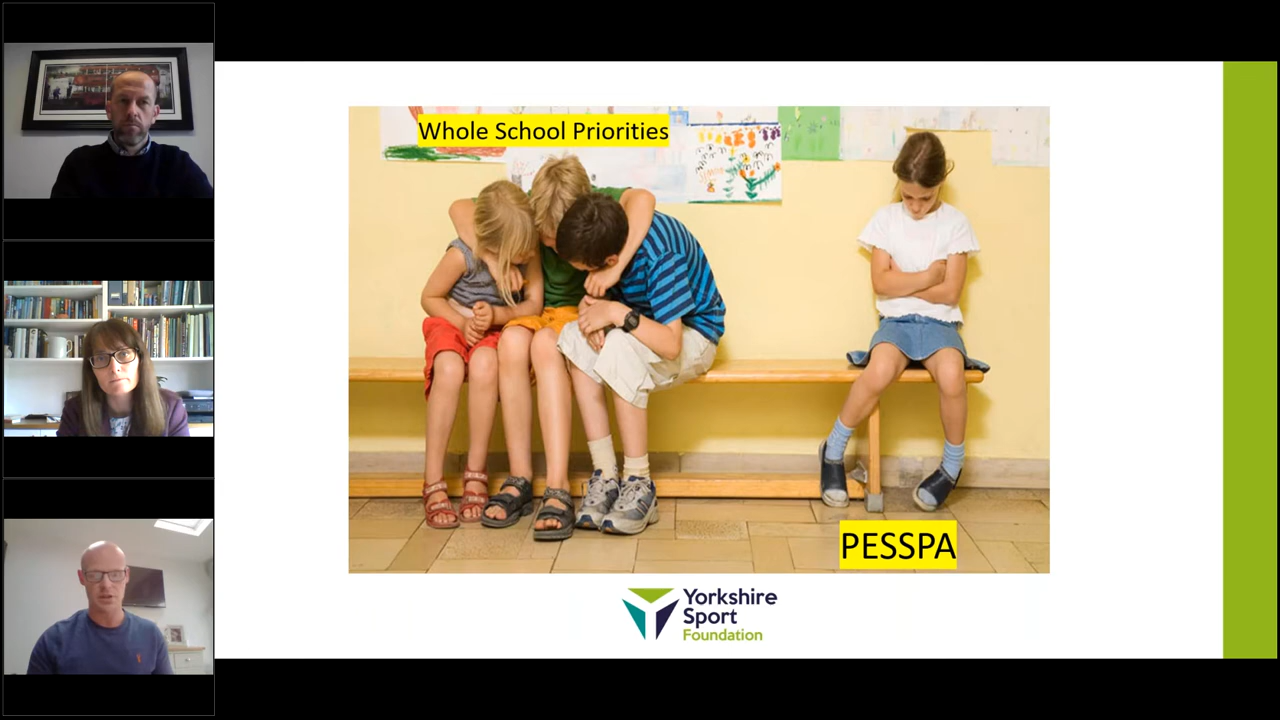 Whole School Priorities
PESSPA
Yorkshire
Sport
Foundation